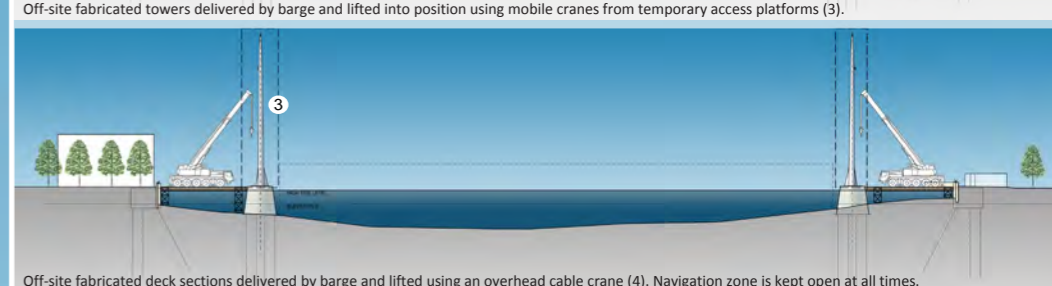 Off-site fabricated towers delivered by barge and lifted into position using mobile cranes from temporary access platforms (3).
3
Off-site fabricated deck sections delivered by barge and lifted using an overhead cable crane (4). Navigation zone is kept open at all times.